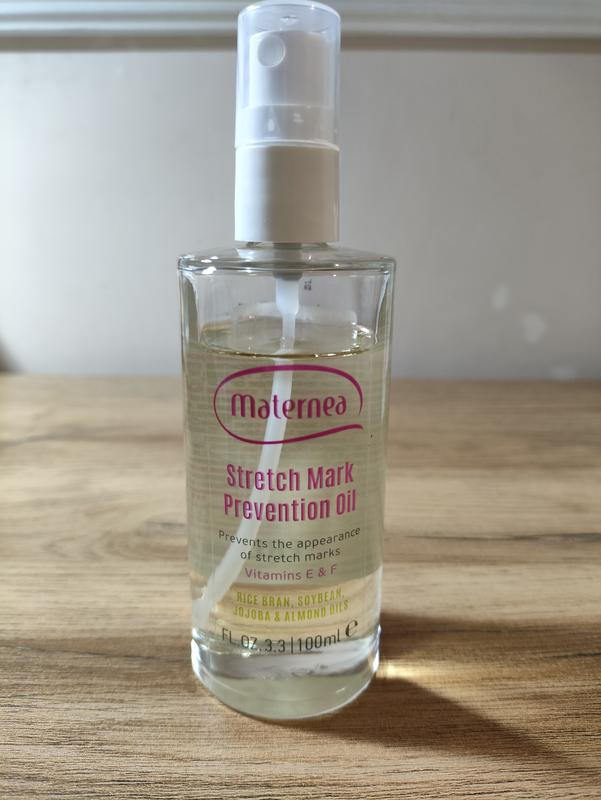 Maternea
Stretch Mark
Prevention Oil
Prevents the appearance
of stretch marks
Vitamins E & F
RICE BRAN, SOYBEAN,
JOJOBA & ALMOND OILS
FL.OZ.3.3 | 100ml ℮